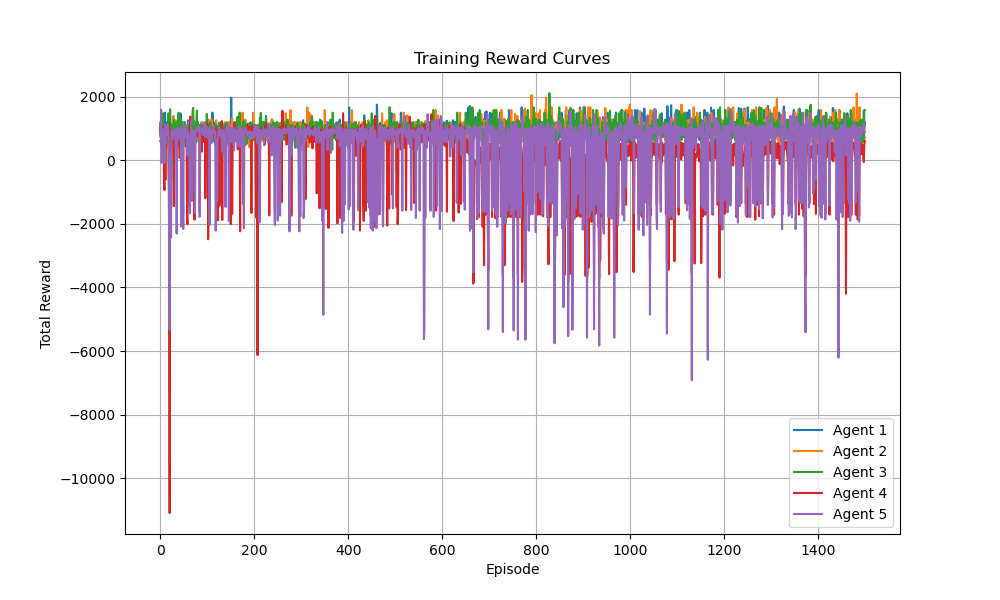 Training Reward Curves
2000
0
−2000
−4000
−6000
−8000
−10000
Total Reward
0 200 400 600 800 1000 1200 1400
Episode
Agent 1
Agent 2
Agent 3
Agent 4
Agent 5